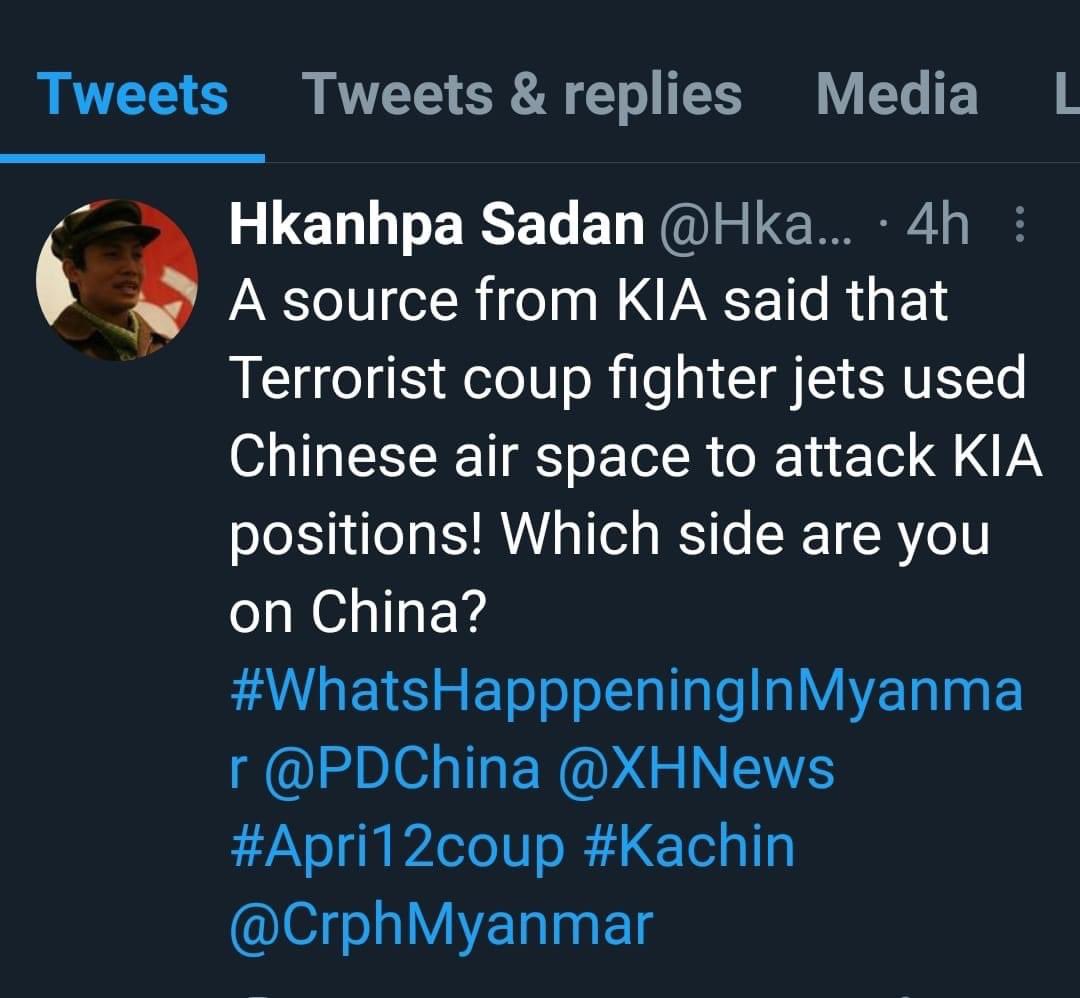 Tweets Tweets & replies Media L
Hkanhpa Sadan @Hka... · 4h
A source from KIA said that
Terrorist coup fighter jets used
Chinese air space to attack KIA
positions! Which side are you
on China?
#WhatsHapppeningInMyanma
r @PDChina @XHNews
#Apri12coup #Kachin
@CrphMyanmar